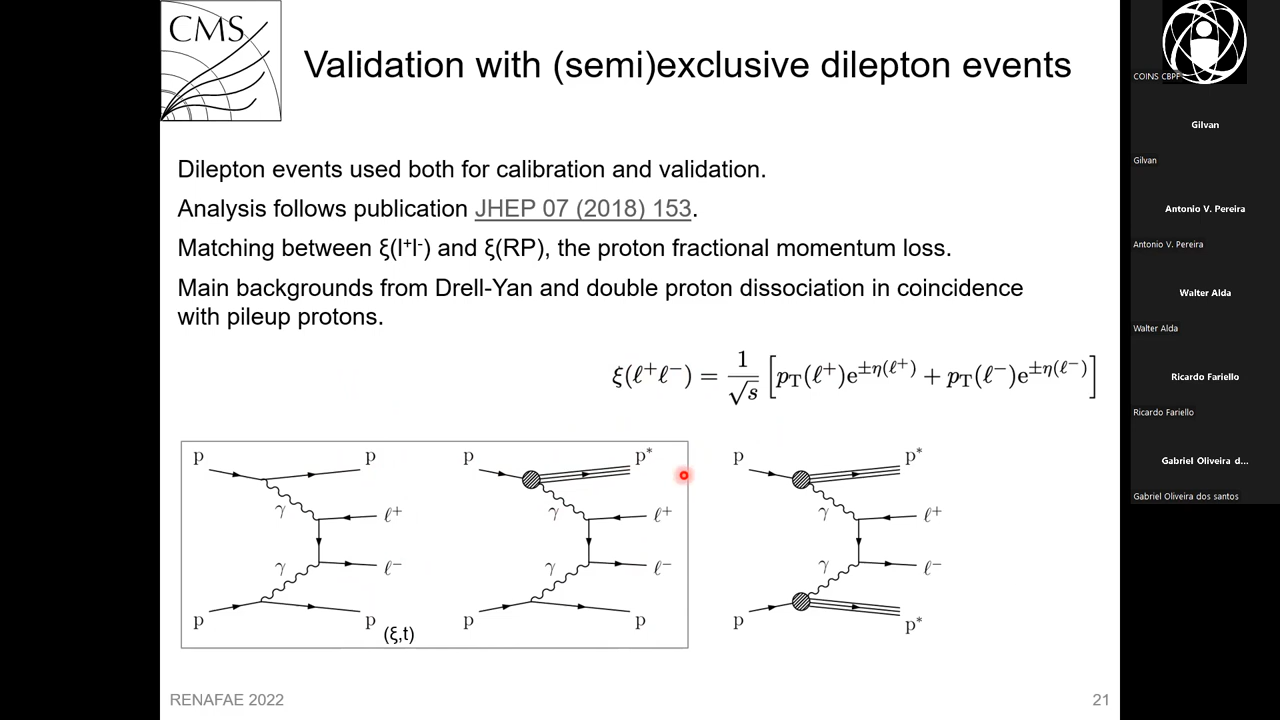 CMS
Validation with (semi)exclusive dilepton events
Dilepton events used both for calibration and validation.
Analysis follows publication JHEP 07 (2018) 153.
Matching between ξ(l⁺l⁻) and ξ(RP), the proton fractional momentum loss.
Main backgrounds from Drell-Yan and double proton dissociation in coincidence
with pileup protons.
ξ(ℓ⁺ℓ⁻) = 1/√s [p_T(ℓ⁺)e^{±η(ℓ⁺)} + p_T(ℓ⁻)e^{±η(ℓ⁻)}]
p p
γ ℓ⁺
γ ℓ⁻
p p (ξ,t)
p p*
γ ℓ⁺
γ ℓ⁻
p p
p p*
γ ℓ⁺
γ ℓ⁻
p p*
RENAFAE 2022
21
COINS CBPF
Gilvan
Gilvan
Antonio V. Pereira
Antonio V. Pereira
Walter Alda
Walter Alda
Ricardo Fariello
Ricardo Fariello
Gabriel Oliveira d...
Gabriel Oliveira dos santos